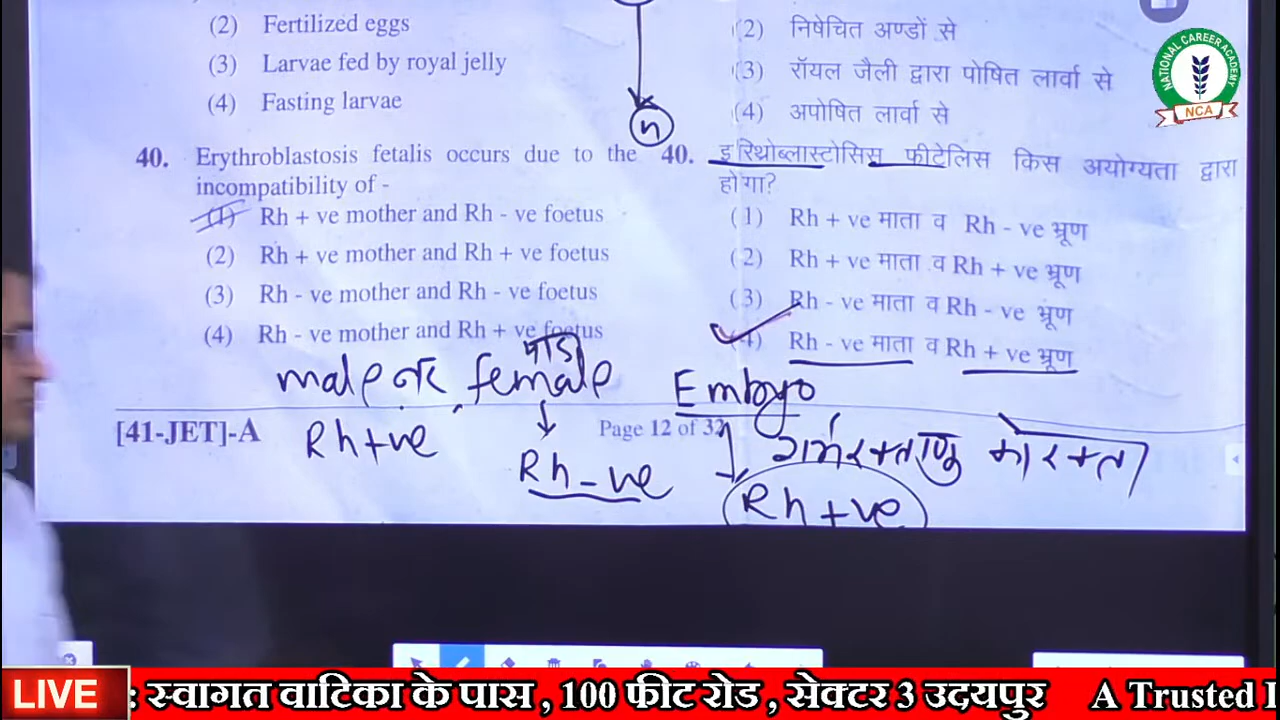 (2) Fertilized eggs
(3) Larvae fed by royal jelly
(4) Fasting larvae
40. Erythroblastosis fetalis occurs due to the
incompatibility of -
(1) Rh + ve mother and Rh - ve foetus
(2) Rh + ve mother and Rh + ve foetus
(3) Rh - ve mother and Rh - ve foetus
(4) Rh - ve mother and Rh + ve foetus
n
(2) निषेचित अण्डों से
(3) रॉयल जैली द्वारा पोषित लार्वा से
(4) अपोषित लार्वा से
40. इरिथोब्लास्टोसिस फीटेलिस किस अयोग्यता द्वारा
होगा?
(1) Rh + ve माता व Rh - ve भ्रूण
(2) Rh + ve माता व Rh + ve भ्रूण
(3) Rh - ve माता व Rh - ve भ्रूण
(4) Rh - ve माता व Rh + ve भ्रूण
male नर female Embryo
Rh+ve
Rh-ve
Rh +ve
[41-JET]-A
Page 12 of 32
NATIONAL CAREER ACADEMY
NCA
LIVE : स्वागत वाटिका के पास , 100 फीट रोड , सेक्टर 3 उदयपुर A Trusted